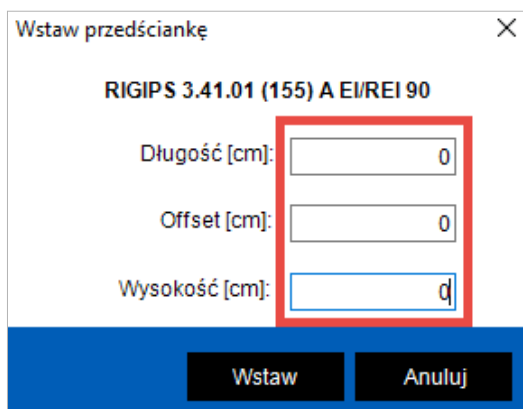 Wstaw przedściankę
RIGIPS 3.41.01 (155) A EI/REI 90
Długość [cm]: 0
Offset [cm]: 0
Wysokość [cm]: 0
Wstaw Anuluj